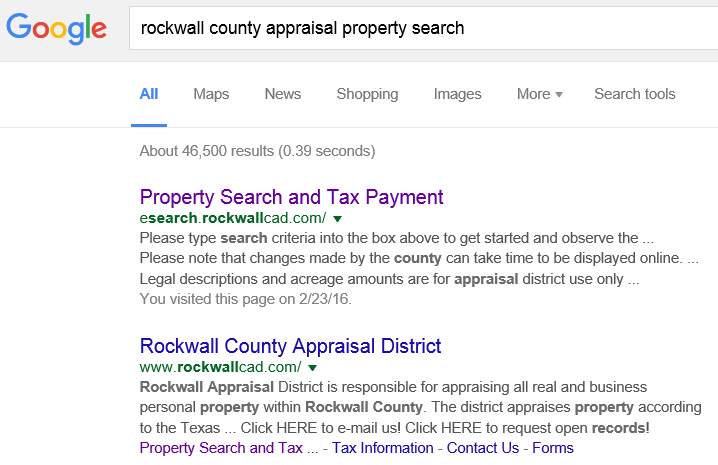 Google rockwall county appraisal property search
All Maps News Shopping Images More Search tools
About 46,500 results (0.39 seconds)
Property Search and Tax Payment
esearch.rockwallcad.com/
Please type search criteria into the box above to get started and observe the ...
Please note that changes made by the county can take time to be displayed online. ...
Legal descriptions and acreage amounts are for appraisal district use only ...
You visited this page on 2/23/16.
Rockwall County Appraisal District
www.rockwallcad.com/
Rockwall Appraisal District is responsible for appraising all real and business
personal property within Rockwall County. The district appraises property according
to the Texas ... Click HERE to e-mail us! Click HERE to request open records!
Property Search and Tax ... - Tax Information - Contact Us - Forms